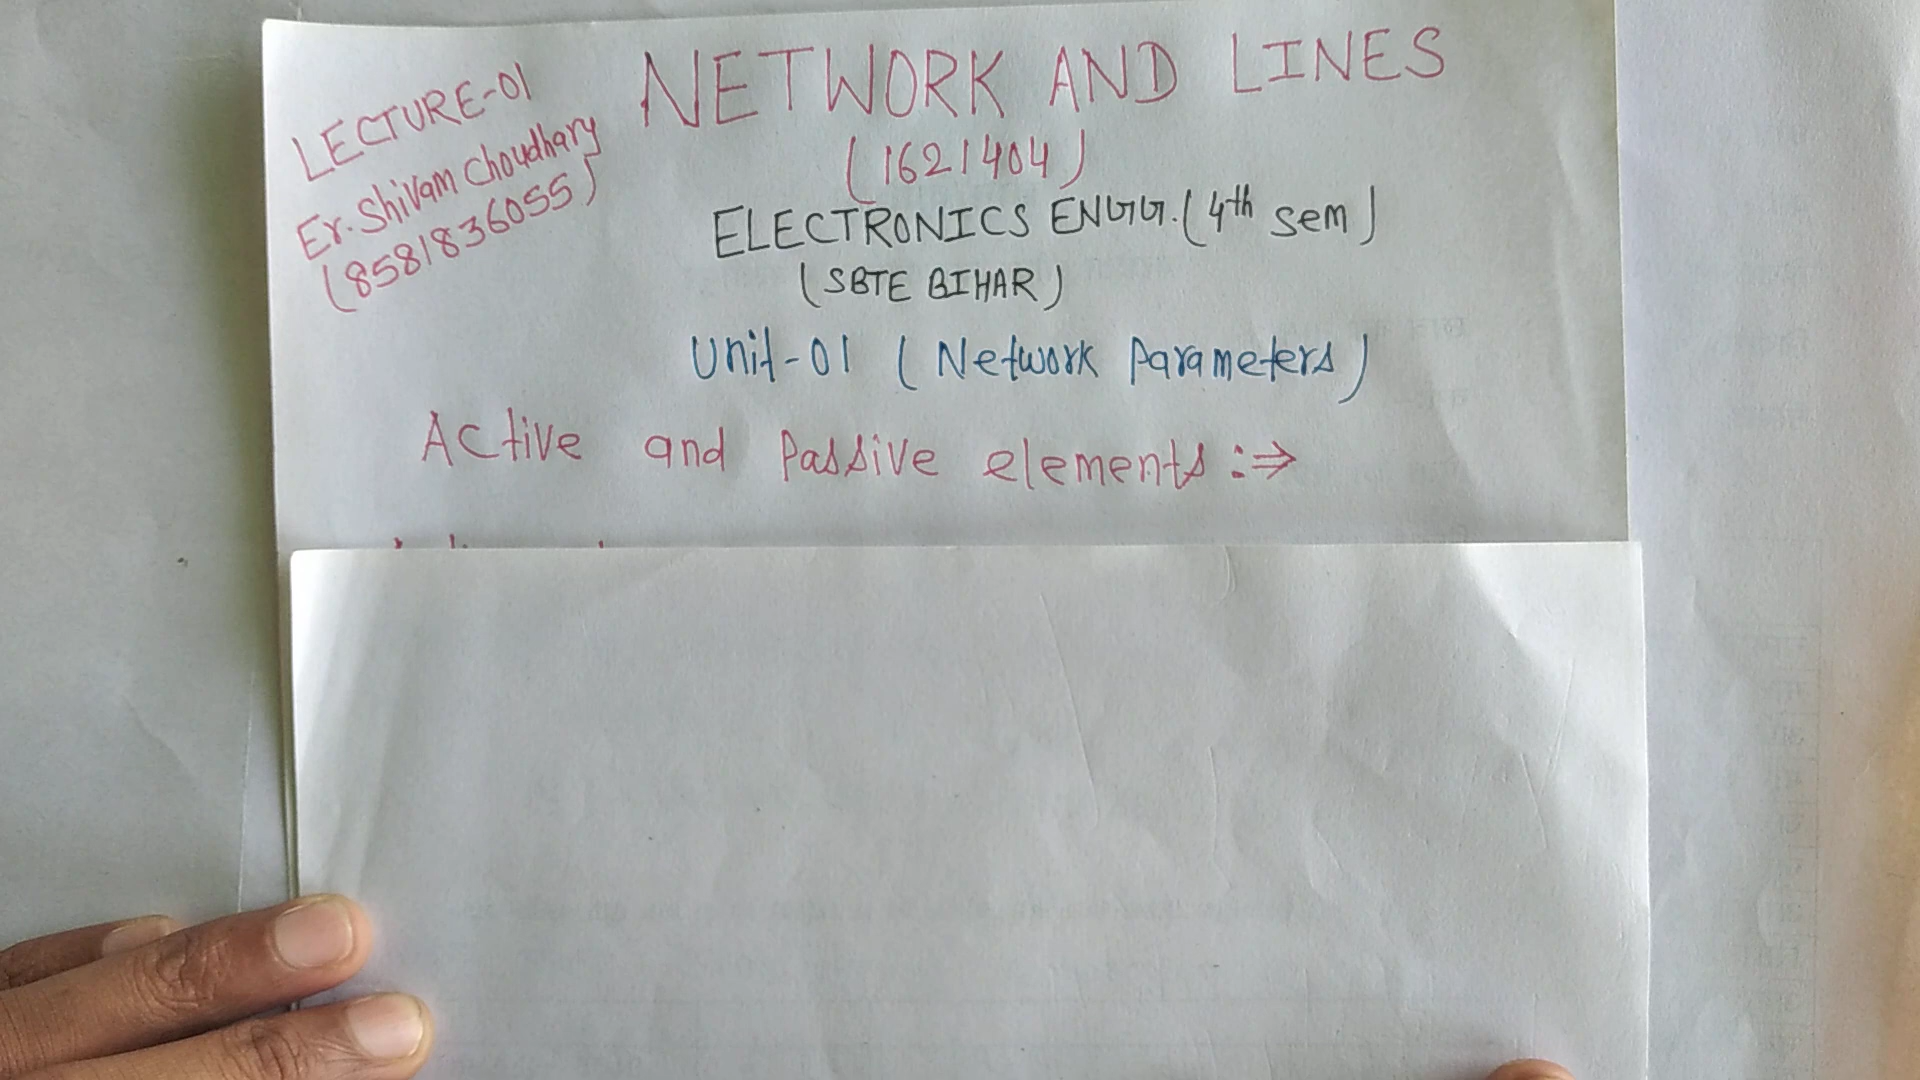 LECTURE-01
Er. Shivam Choudhary
(8581836055)
NETWORK AND LINES
(1621404)
ELECTRONICS ENGG. (4th sem)
(SBTE BIHAR)
Unit-01 (Network Parameters)
Active and Passive elements :⇒